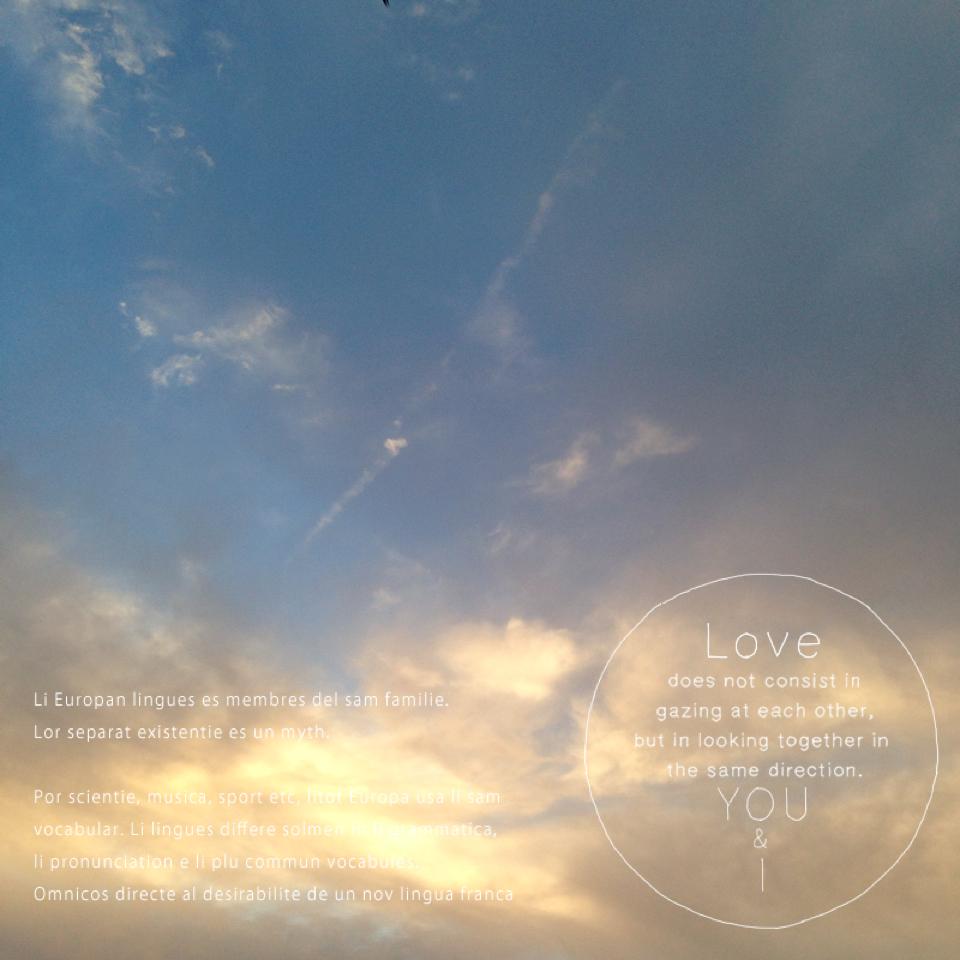 Li Europan lingues es membres del sam familie.
Lor separat existentie es un myth.
Por scientie, musica, sport etc, litot Europa usa li sam
vocabular. Li lingues differe solmen in li grammatica,
li pronunciation e li plu commun vocabules.
Omnicos directe al desirabilite de un nov lingua franca
Love
does not consist in
gazing at each other,
but in looking together in
the same direction.
YOU
&
I